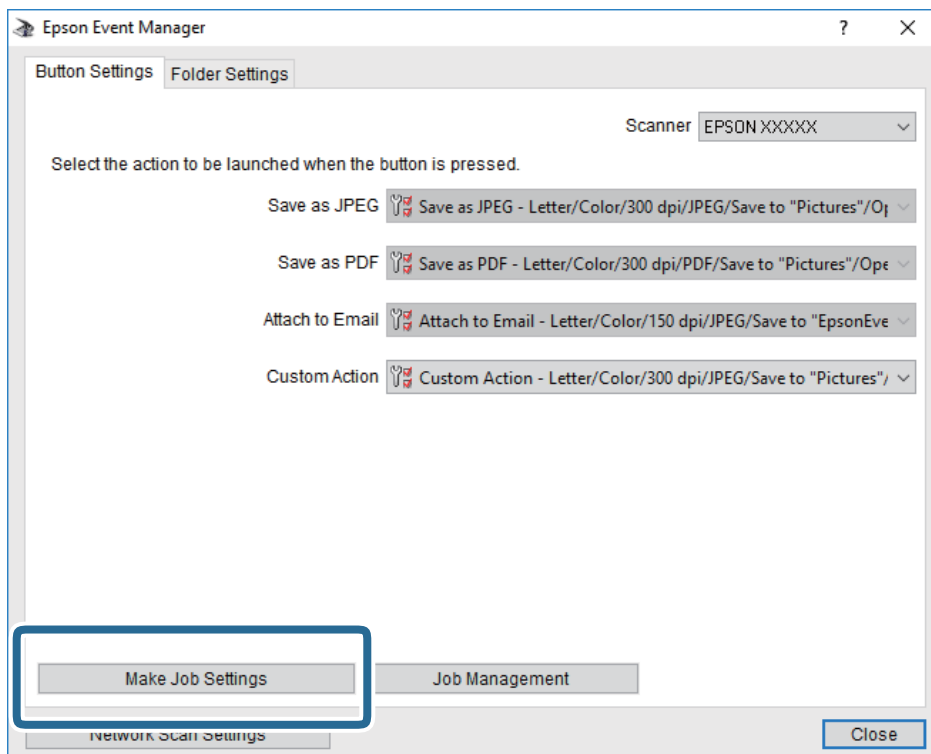 Epson Event Manager
Button Settings Folder Settings
Scanner EPSON XXXXX
Select the action to be launched when the button is pressed.
Save as JPEG Save as JPEG - Letter/Color/300 dpi/JPEG/Save to "Pictures"/Op
Save as PDF Save as PDF - Letter/Color/300 dpi/PDF/Save to "Pictures"/Ope
Attach to Email Attach to Email - Letter/Color/150 dpi/JPEG/Save to "EpsonEve
Custom Action Custom Action - Letter/Color/300 dpi/JPEG/Save to "Pictures"/
Make Job Settings Job Management
Network Scan Settings Close